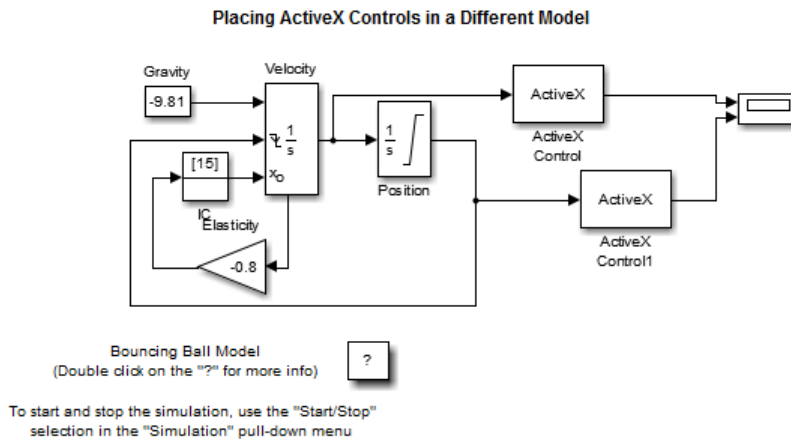 Placing ActiveX Controls in a Different Model
Gravity
-9.81
Velocity
1
s
x₀
[15]
IC
Elasticity
-0.8
1
s
Position
ActiveX
ActiveX
Control
ActiveX
ActiveX
Control1
Bouncing Ball Model
(Double click on the "?" for more info)
?
To start and stop the simulation, use the "Start/Stop"
selection in the "Simulation" pull-down menu